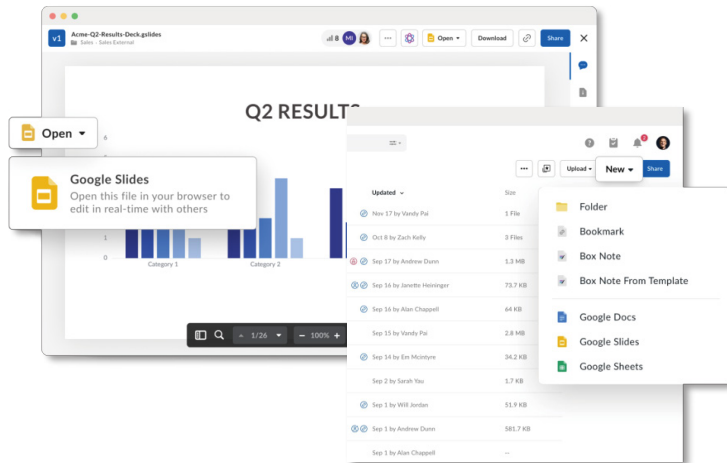 v1
Acme-Q2-Results-Deck.gslides
Sales - Sales External
8
MI
Open
Download
Share
Q2 RESULTS
Open
Google Slides
Open this file in your browser to
edit in real-time with others
6
1
0
Category 1
Category 2
1/26
100%
Upload
New
Share
Updated
Size
Nov 17 by Vandy Pai
1 File
Oct 8 by Zach Kelly
3 Files
Sep 17 by Andrew Dunn
1.3 MB
Sep 16 by Janette Heininger
73.7 KB
Sep 16 by Alan Chappell
64 KB
Sep 15 by Vandy Pai
2.8 MB
Sep 14 by Em Mcintyre
34.2 KB
Sep 2 by Sarah Yau
1.7 KB
Sep 1 by Will Jordan
51.9 KB
Sep 1 by Andrew Dunn
581.7 KB
Sep 1 by Alan Chappell
--
Folder
Bookmark
Box Note
Box Note From Template
Google Docs
Google Slides
Google Sheets